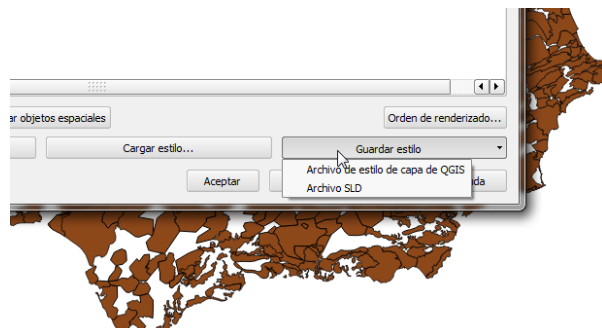 ar objetos espaciales
Orden de renderizado...
Cargar estilo...
Guardar estilo
Archivo de estilo de capa de QGIS
Archivo SLD
Aceptar
da